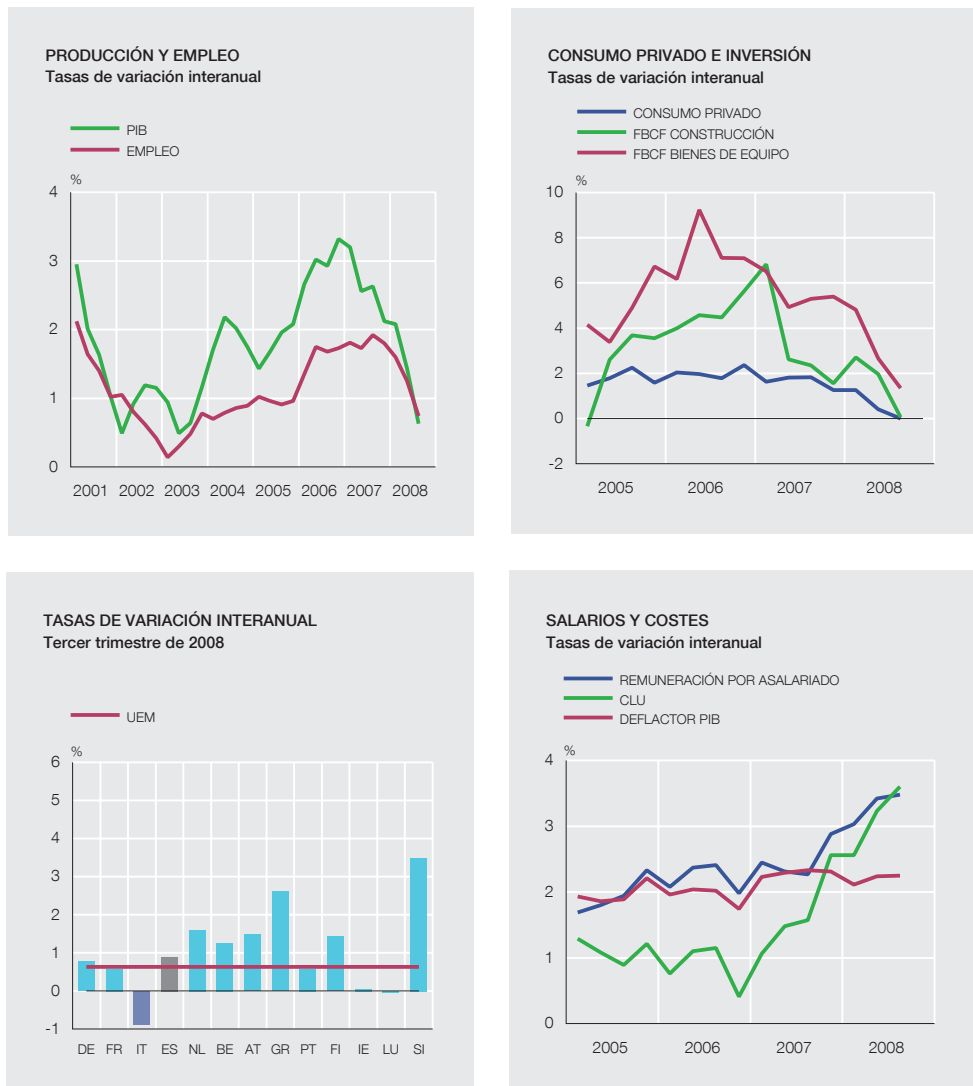 PRODUCCIÓN Y EMPLEO
Tasas de variación interanual
PIB
EMPLEO
%
4
3
2
1
0
2001 2002 2003 2004 2005 2006 2007 2008
CONSUMO PRIVADO E INVERSIÓN
Tasas de variación interanual
CONSUMO PRIVADO
FBCF CONSTRUCCIÓN
FBCF BIENES DE EQUIPO
%
10
8
6
4
2
0
-2
2005 2006 2007 2008
TASAS DE VARIACIÓN INTERANUAL
Tercer trimestre de 2008
UEM
%
6
5
4
3
2
1
0
-1
DE FR IT ES NL BE AT GR PT FI IE LU SI
SALARIOS Y COSTES
Tasas de variación interanual
REMUNERACIÓN POR ASALARIADO
CLU
DEFLACTOR PIB
%
4
3
2
1
0
2005 2006 2007 2008